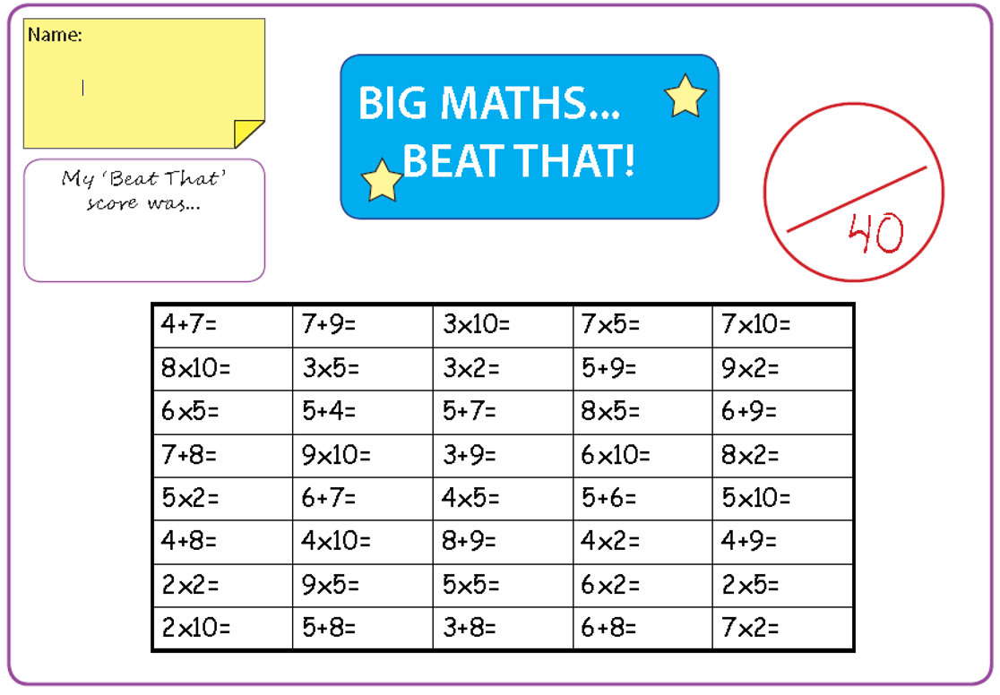 Name:
My ‘Beat That’
score was...
BIG MATHS...
BEAT THAT!
40
4+7= 7+9= 3x10= 7x5= 7x10=
8x10= 3x5= 3x2= 5+9= 9x2=
6x5= 5+4= 5+7= 8x5= 6+9=
7+8= 9x10= 3+9= 6x10= 8x2=
5x2= 6+7= 4x5= 5+6= 5x10=
4+8= 4x10= 8+9= 4x2= 4+9=
2x2= 9x5= 5x5= 6x2= 2x5=
2x10= 5+8= 3+8= 6+8= 7x2=